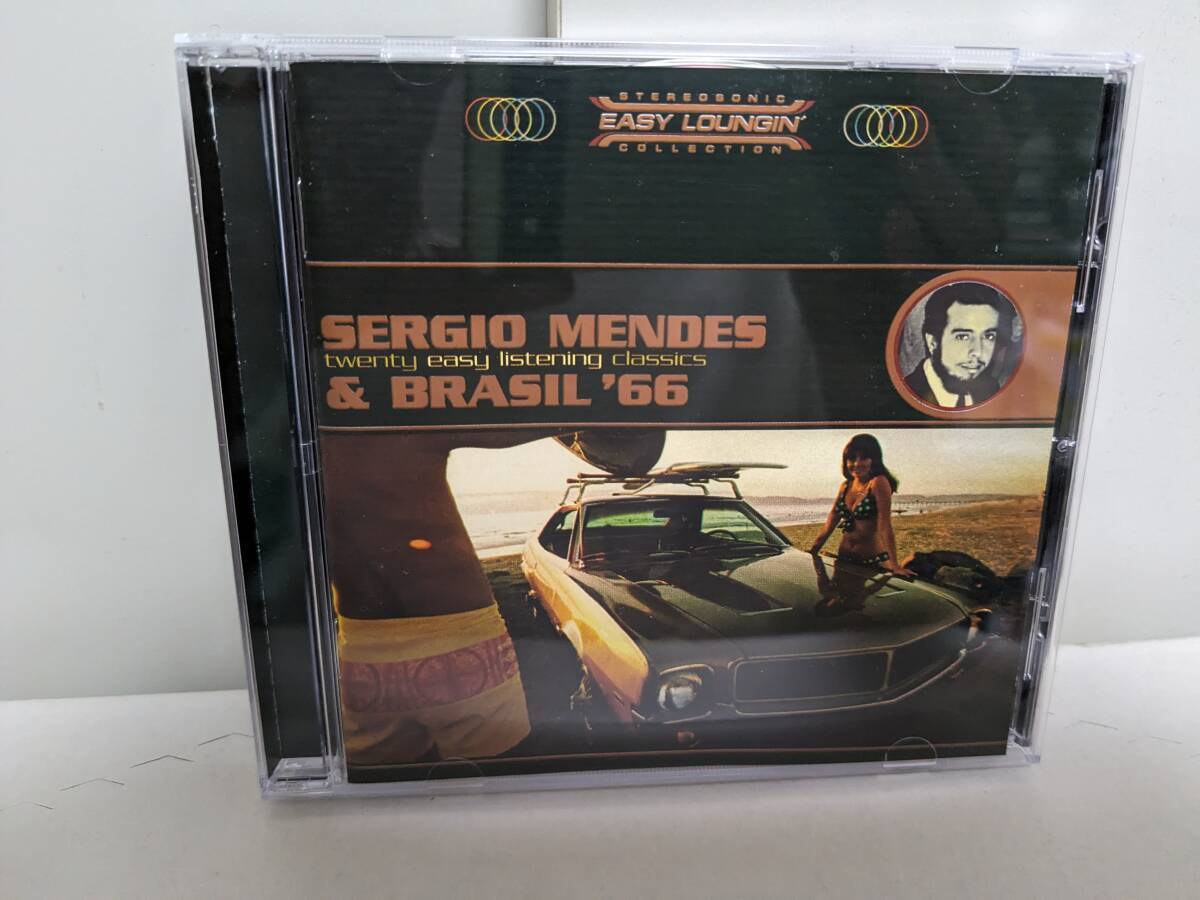 STEREOSONIC
EASY LOUNGIN'
COLLECTION
SERGIO MENDES
twenty easy listening classics
& BRASIL '66